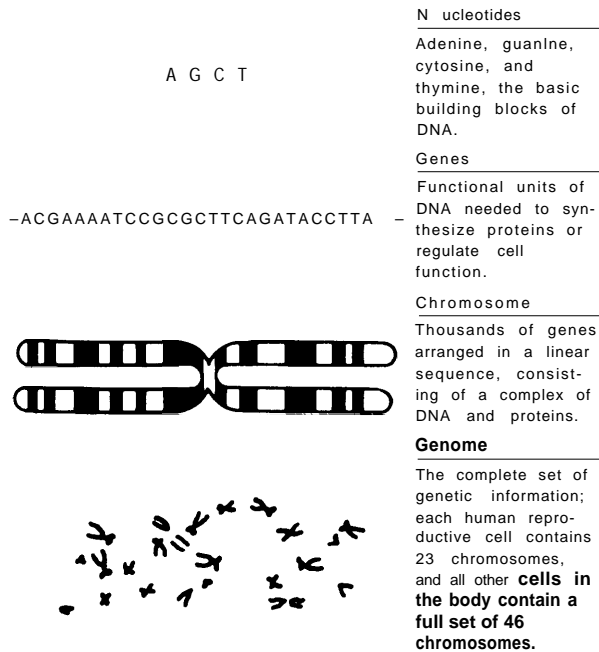 N ucleotides
A G C T
Adenine, guanlne,
cytosine, and
thymine, the basic
building blocks of
DNA.
Genes
–ACGAAAATCCGCGCTTCAGATACCTTA –
Functional units of
DNA needed to syn-
thesize proteins or
regulate cell
function.
Chromosome
Thousands of genes
arranged in a linear
sequence, consist-
ing of a complex of
DNA and proteins.
Genome
The complete set of
genetic information;
each human repro-
ductive cell contains
23 chromosomes,
and all other cells in
the body contain a
full set of 46
chromosomes.